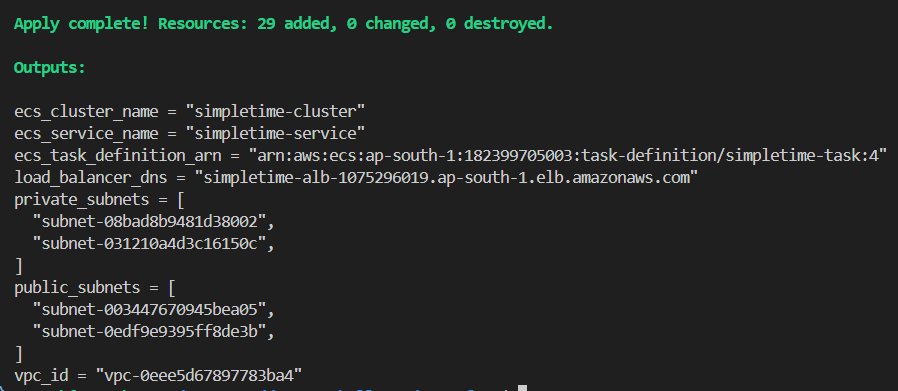 Apply complete! Resources: 29 added, 0 changed, 0 destroyed.
Outputs:
ecs_cluster_name = "simpletime-cluster"
ecs_service_name = "simpletime-service"
ecs_task_definition_arn = "arn:aws:ecs:ap-south-1:182399705003:task-definition/simpletime-task:4"
load_balancer_dns = "simpletime-alb-1075296019.ap-south-1.elb.amazonaws.com"
private_subnets = [
  "subnet-08bad8b9481d38002",
  "subnet-031210a4d3c16150c",
]
public_subnets = [
  "subnet-003447670945bea05",
  "subnet-0edf9e9395ff8de3b",
]
vpc_id = "vpc-0eee5d67897783ba4"